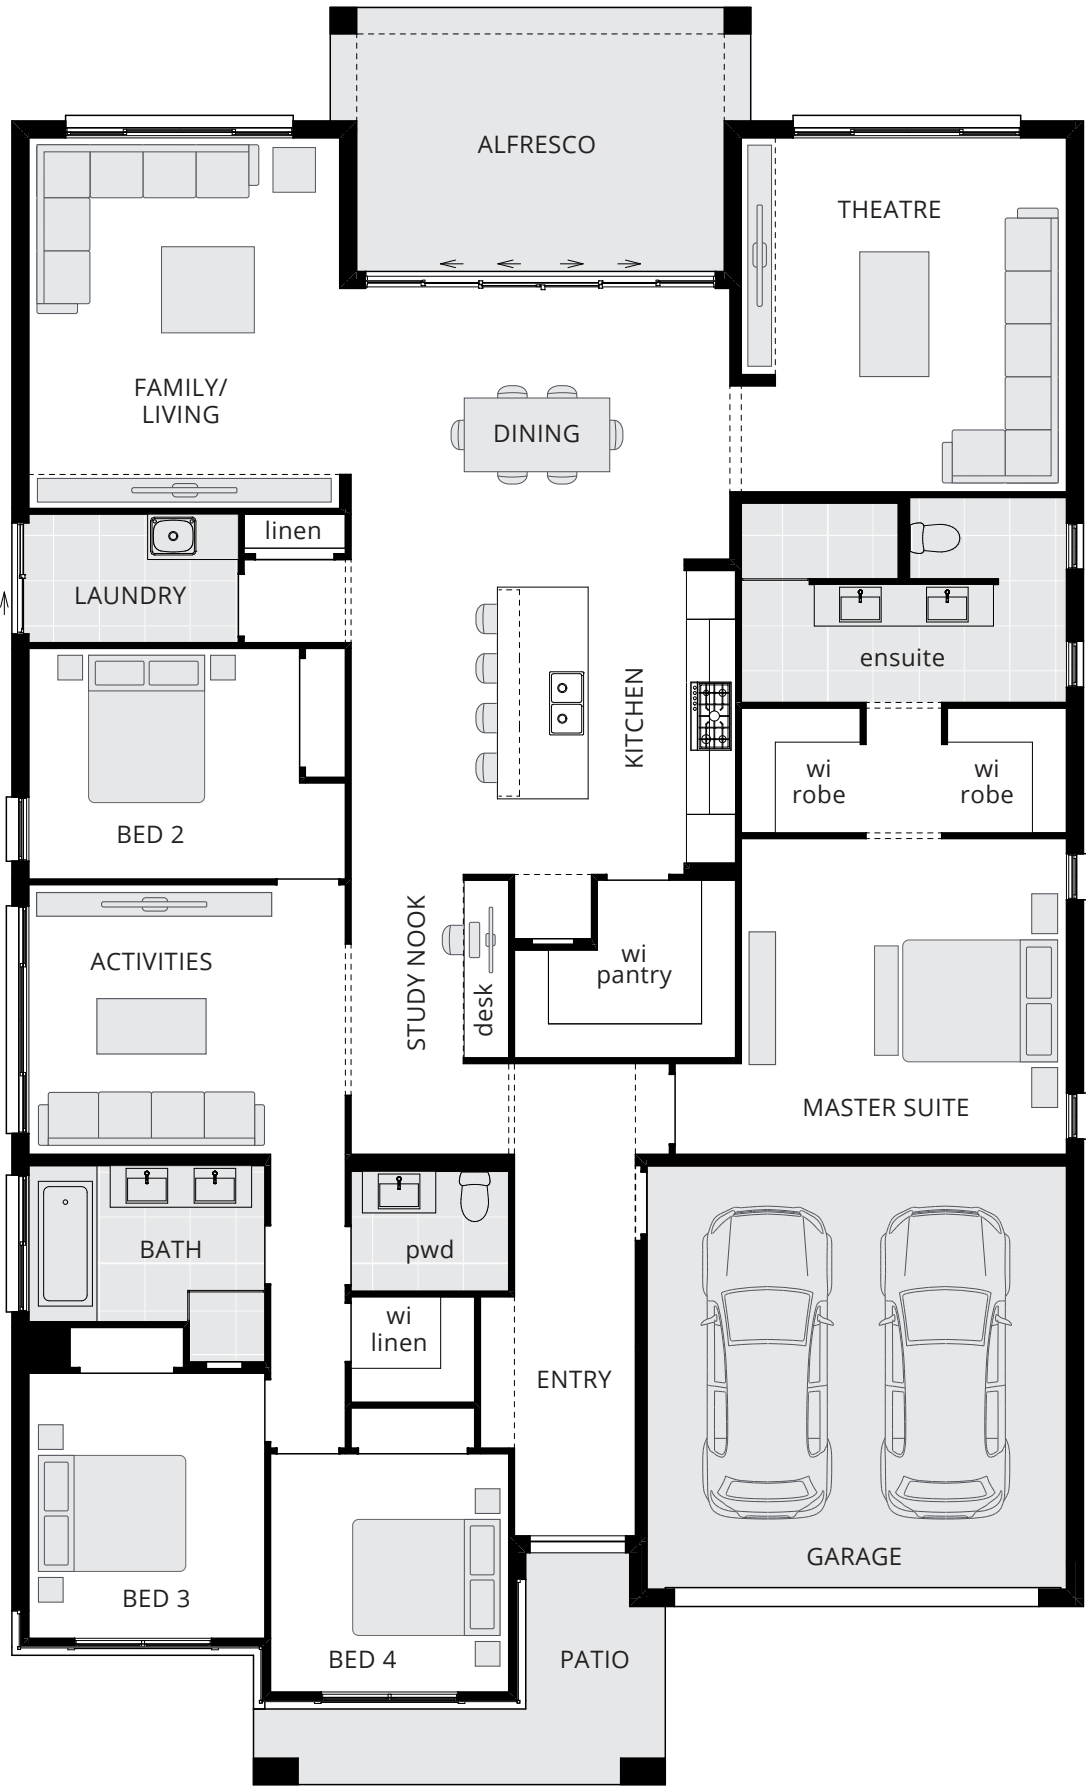 ALFRESCO
THEATRE
FAMILY/
LIVING
DINING
linen
LAUNDRY
ensuite
KITCHEN
wi
robe
wi
robe
BED 2
STUDY NOOK
desk
wi
pantry
ACTIVITIES
MASTER SUITE
BATH
pwd
wi
linen
ENTRY
GARAGE
BED 3
BED 4
PATIO